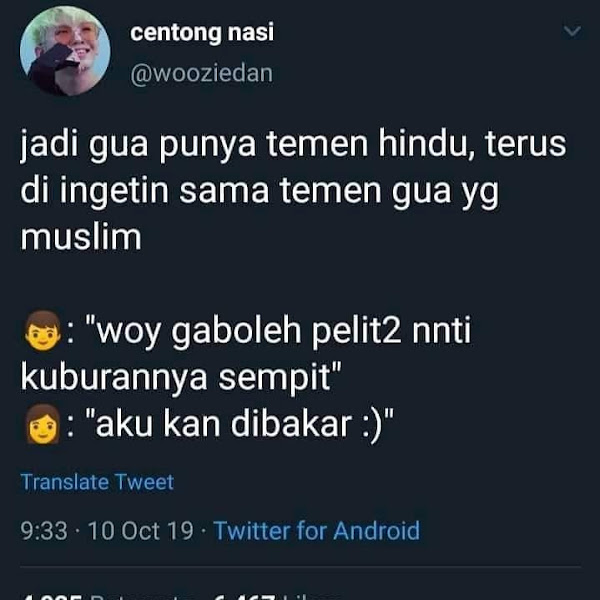 centong nasi
@wooziedan
jadi gua punya temen hindu, terus
di ingetin sama temen gua yg
muslim
👦: "woy gaboleh pelit2 nnti
kuburannya sempit"
👩: "aku kan dibakar :)"
Translate Tweet
9:33 · 10 Oct 19 · Twitter for Android